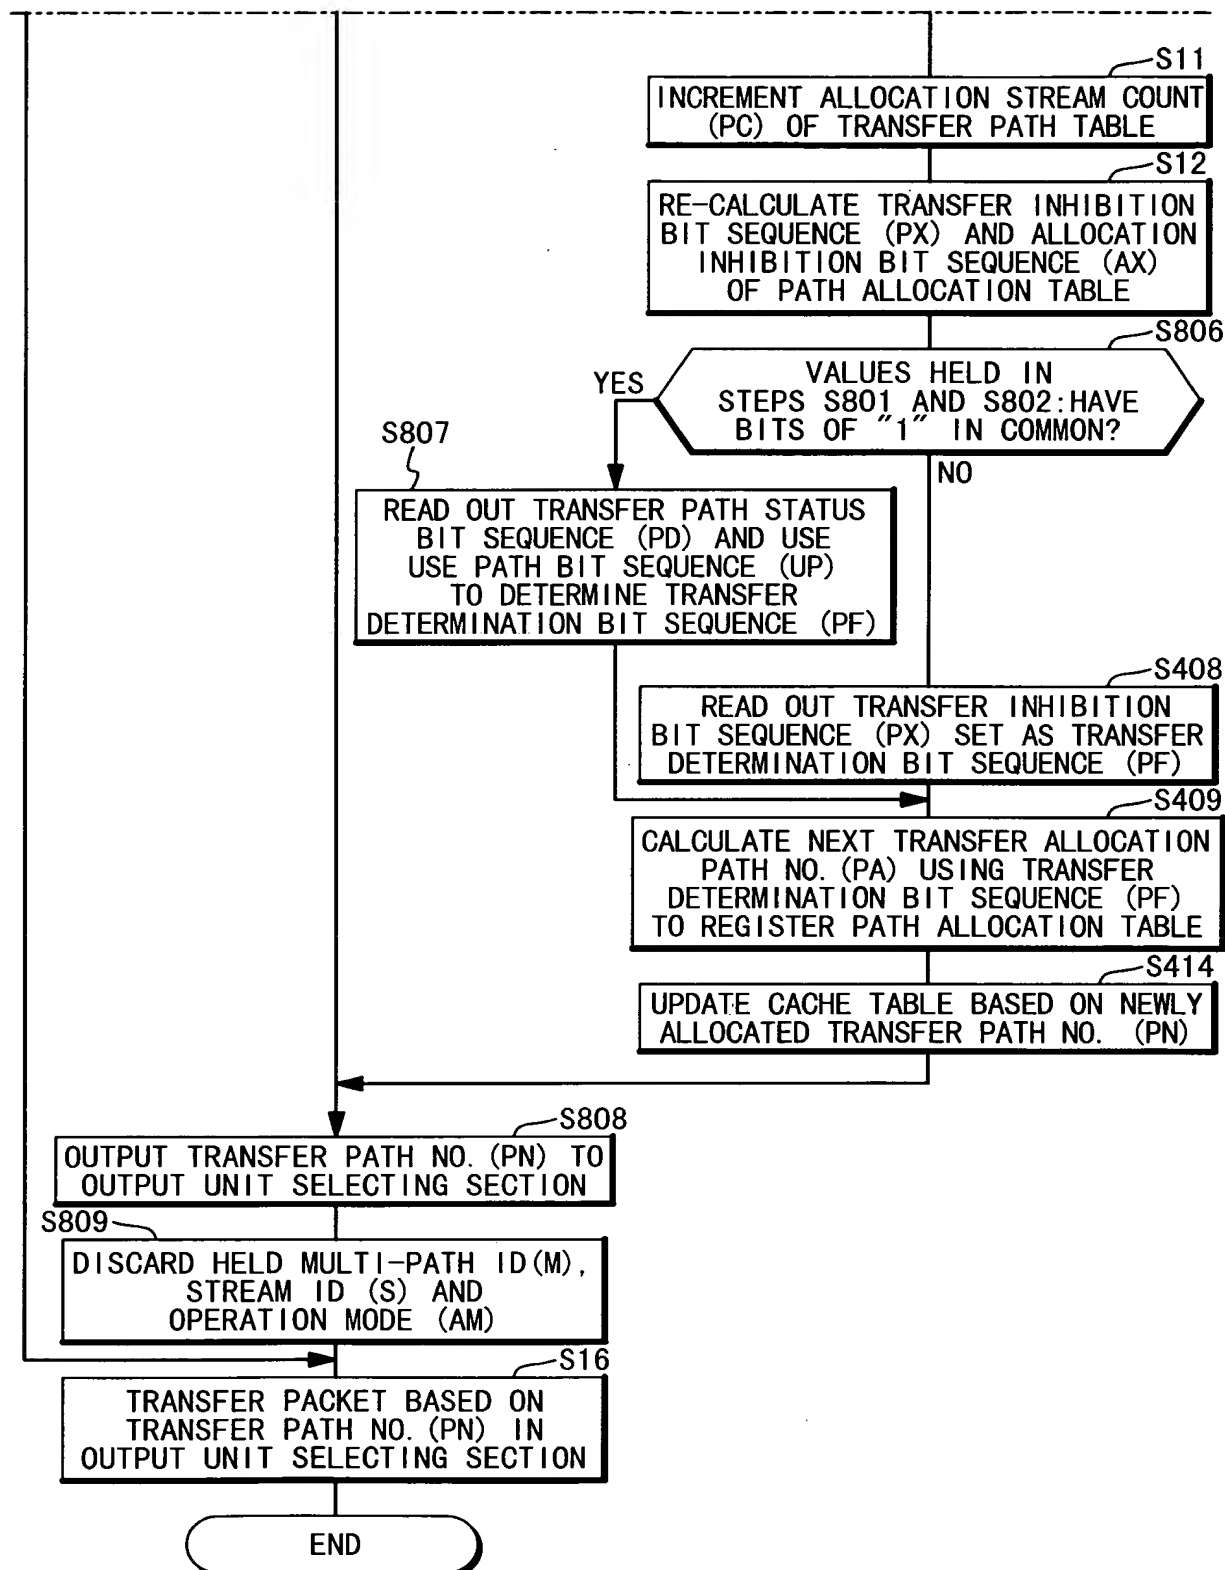 S11
INCREMENT ALLOCATION STREAM COUNT
(PC) OF TRANSFER PATH TABLE
S12
RE-CALCULATE TRANSFER INHIBITION
BIT SEQUENCE (PX) AND ALLOCATION
INHIBITION BIT SEQUENCE (AX)
OF PATH ALLOCATION TABLE
S806
VALUES HELD IN
STEPS S801 AND S802:HAVE
BITS OF "1" IN COMMON?
YES
NO
S807
READ OUT TRANSFER PATH STATUS
BIT SEQUENCE (PD) AND USE
USE PATH BIT SEQUENCE (UP)
TO DETERMINE TRANSFER
DETERMINATION BIT SEQUENCE (PF)
S408
READ OUT TRANSFER INHIBITION
BIT SEQUENCE (PX) SET AS TRANSFER
DETERMINATION BIT SEQUENCE (PF)
S409
CALCULATE NEXT TRANSFER ALLOCATION
PATH NO. (PA) USING TRANSFER
DETERMINATION BIT SEQUENCE (PF)
TO REGISTER PATH ALLOCATION TABLE
S414
UPDATE CACHE TABLE BASED ON NEWLY
ALLOCATED TRANSFER PATH NO. (PN)
S808
OUTPUT TRANSFER PATH NO. (PN) TO
OUTPUT UNIT SELECTING SECTION
S809
DISCARD HELD MULTI-PATH ID(M),
STREAM ID (S) AND
OPERATION MODE (AM)
S16
TRANSFER PACKET BASED ON
TRANSFER PATH NO. (PN) IN
OUTPUT UNIT SELECTING SECTION
END